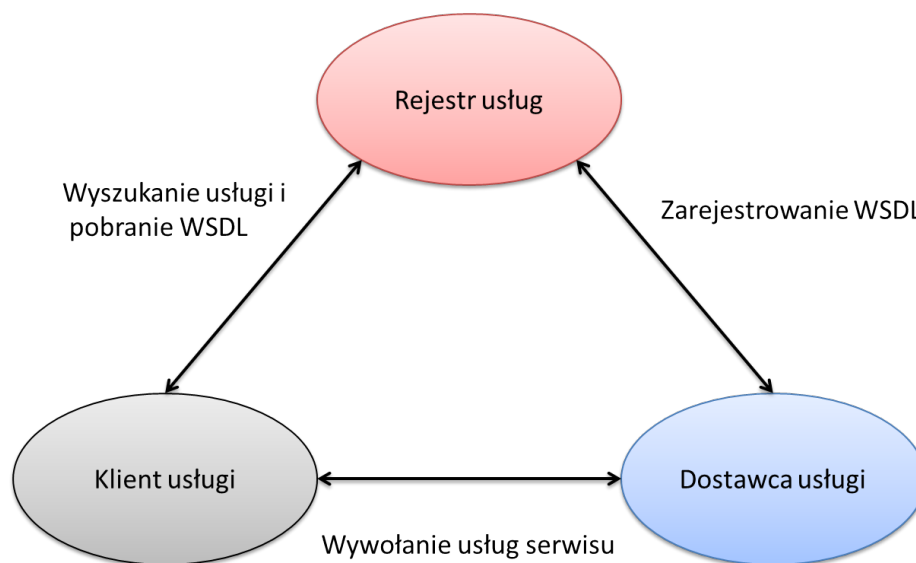 Rejestr usług
Wyszukanie usługi i
pobranie WSDL
Zarejestrowanie WSDL
Klient usługi
Dostawca usługi
Wywołanie usług serwisu